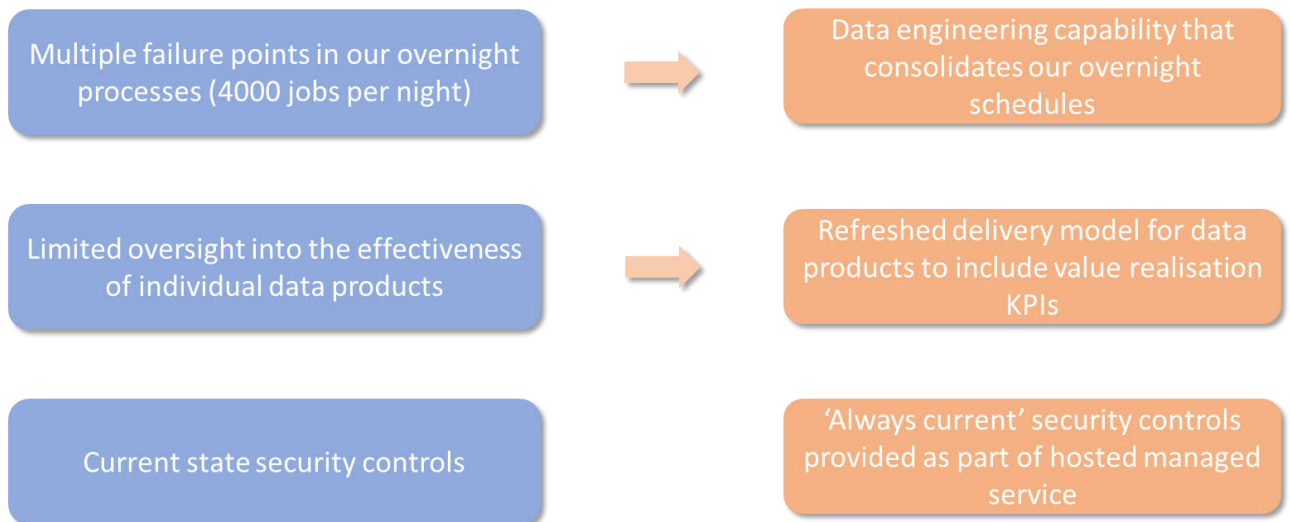 Multiple failure points in our overnight
processes (4000 jobs per night)
Data engineering capability that
consolidates our overnight
schedules
Limited oversight into the effectiveness
of individual data products
Refreshed delivery model for data
products to include value realisation
KPIs
Current state security controls
‘Always current’ security controls
provided as part of hosted managed
service